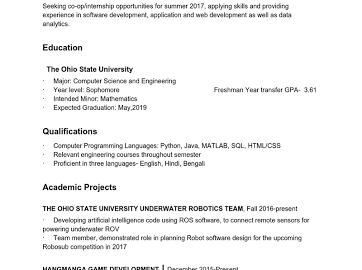 Seeking co-op/internship opportunities for summer 2017, applying skills and providing
experience in software development, application and web development as well as data
analytics.
Education
The Ohio State University
· Major: Computer Science and Engineering
· Year level: Sophomore Freshman Year transfer GPA- 3.61
· Intended Minor: Mathematics
· Expected Graduation: May,2019
Qualifications
· Computer Programming Languages: Python, Java, MATLAB, SQL, HTML/CSS
· Relevant engineering courses throughout semester
· Proficient in three languages- English, Hindi, Bengali
Academic Projects
THE OHIO STATE UNIVERSITY UNDERWATER ROBOTICS TEAM, Fall 2016-present
· Developing artificial intelligence code using ROS software, to connect remote sensors for
powering underwater ROV
· Team member, demonstrated role in planning Robot software design for the upcoming
Robosub competition in 2017
HANGMANGA GAME DEVELOPMENT | December 2015-Present